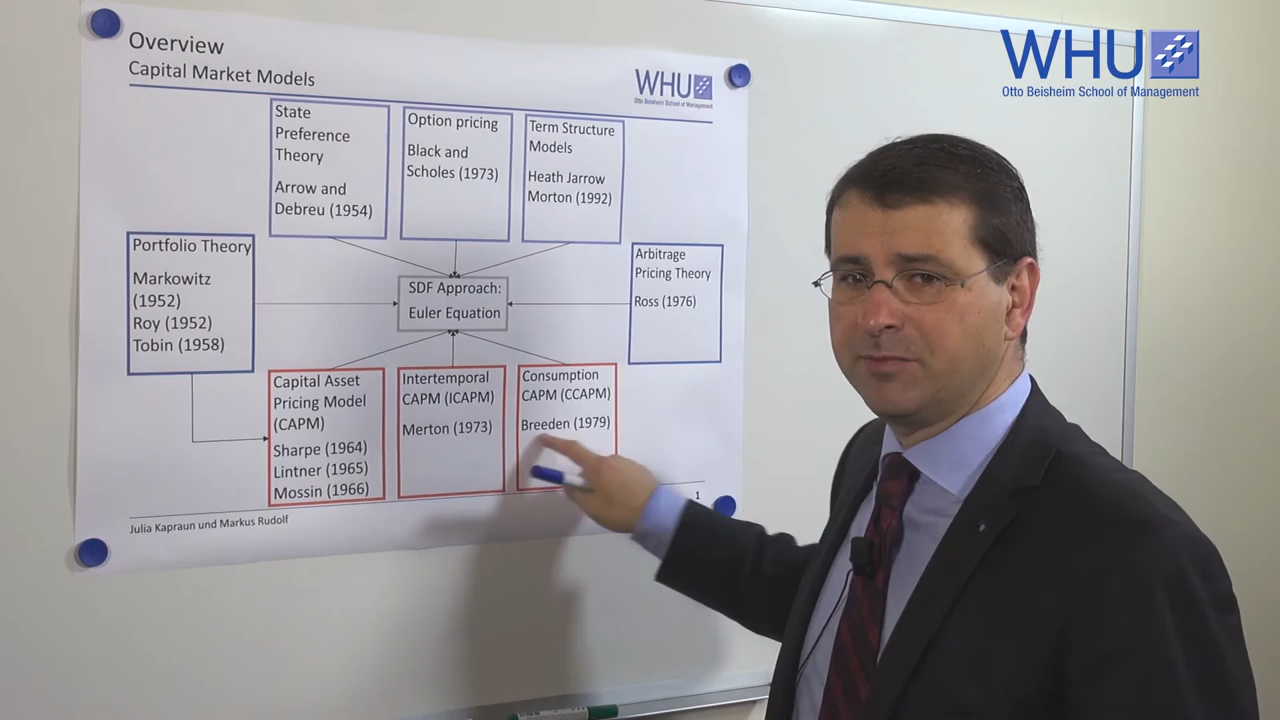 Overview
Capital Market Models
WHU
Otto Beisheim School of Management
State
Preference
Theory
Arrow and
Debreu (1954)
Option pricing
Black and
Scholes (1973)
Term Structure
Models
Heath Jarrow
Morton (1992)
Portfolio Theory
Markowitz
(1952)
Roy (1952)
Tobin (1958)
SDF Approach:
Euler Equation
Arbitrage
Pricing Theory
Ross (1976)
Capital Asset
Pricing Model
(CAPM)
Sharpe (1964)
Lintner (1965)
Mossin (1966)
Intertemporal
CAPM (ICAPM)
Merton (1973)
Consumption
CAPM (CCAPM)
Breeden (1979)
Julia Kapraun und Markus Rudolf
1
WHU
Otto Beisheim School of Management